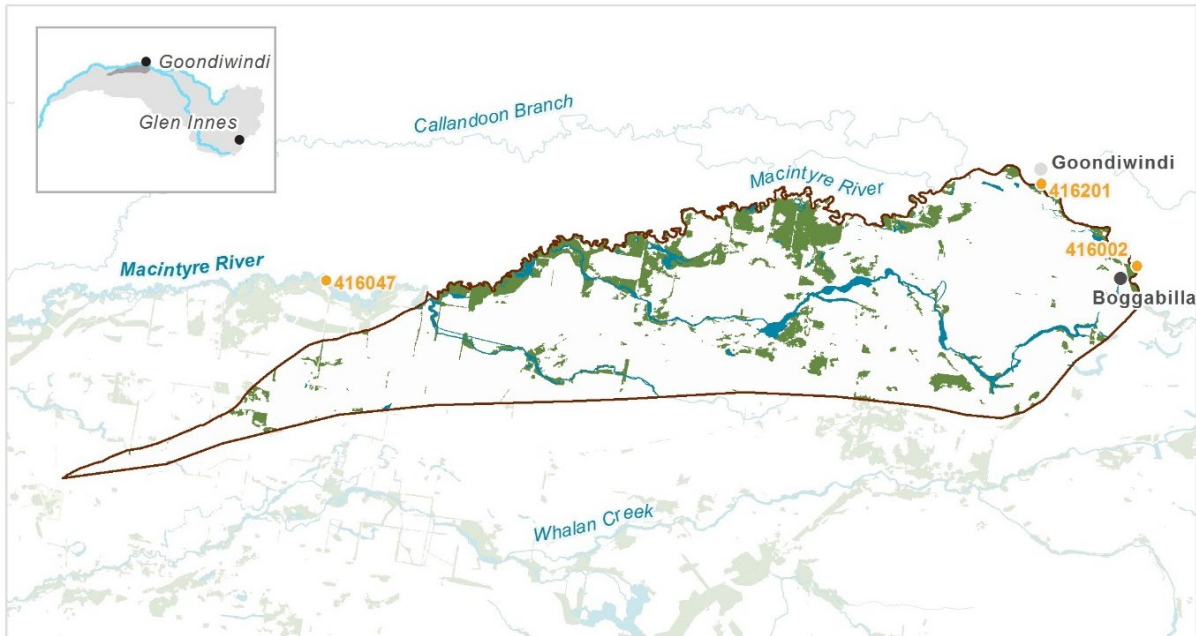 Goondiwindi
Glen Innes
Callandoon Branch
Goondiwindi
Macintyre River
416201
416002
Macintyre River
416047
Boggabilla
Whalan Creek